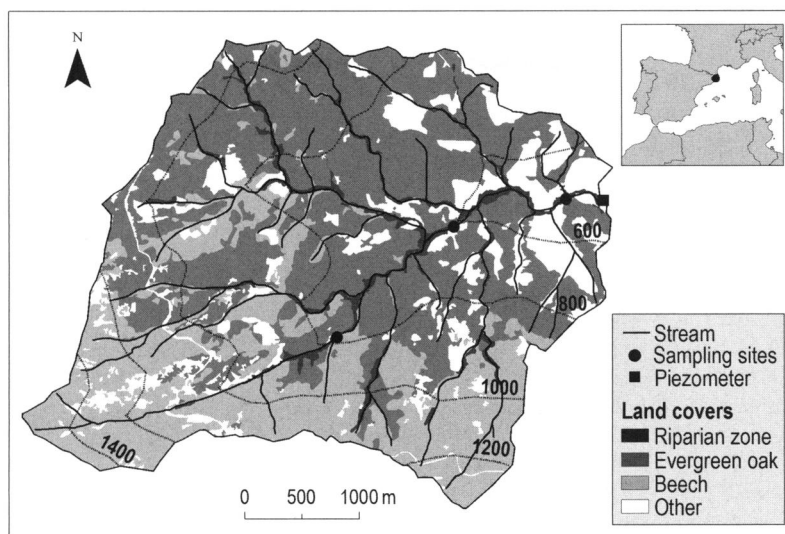 N
600
800
1000
1200
1400
0 500 1000 m
Stream
Sampling sites
Piezometer
Land covers
Riparian zone
Evergreen oak
Beech
Other